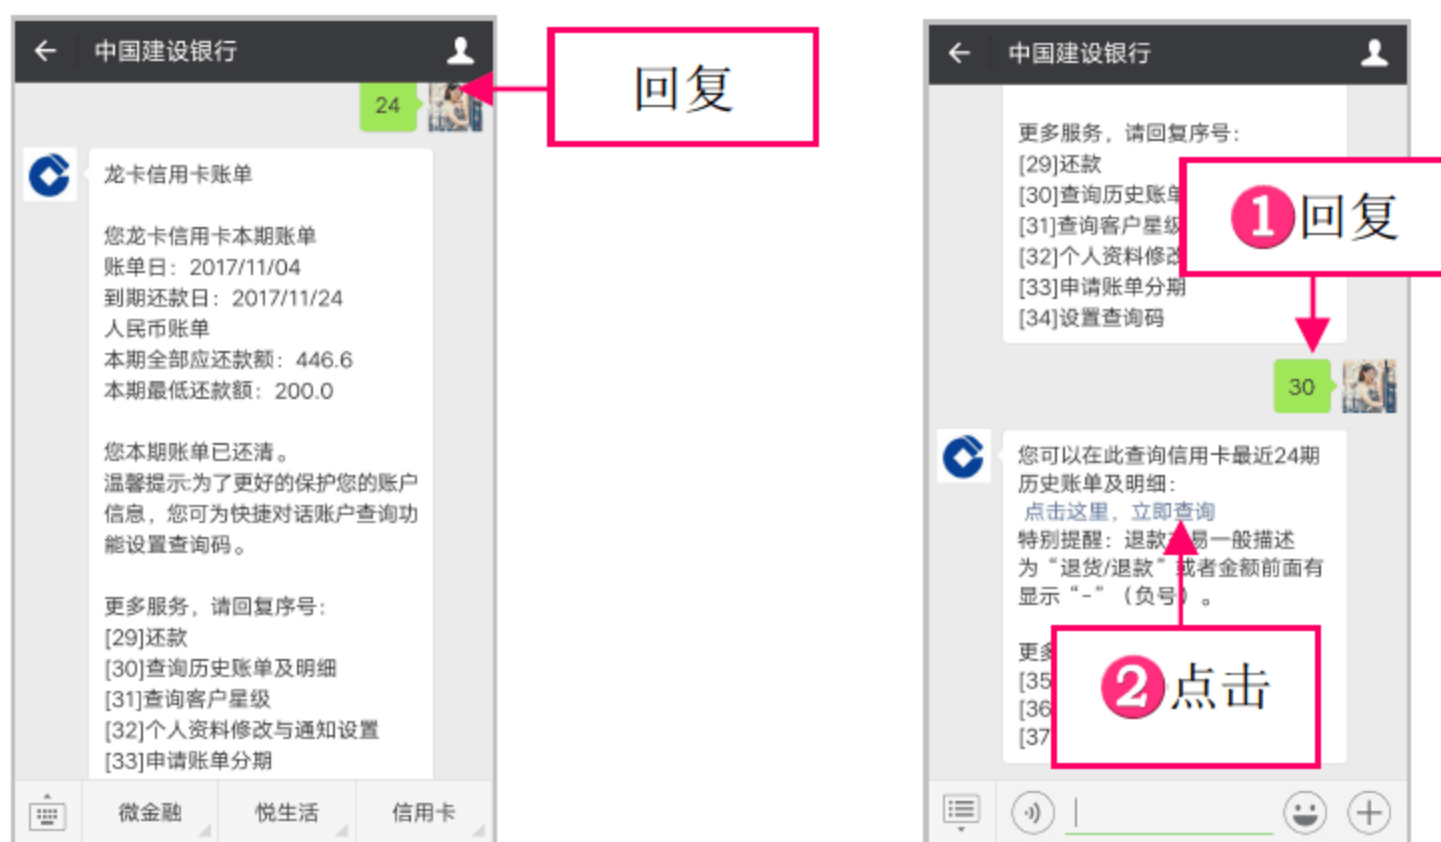 中国建设银行
24
回复
龙卡信用卡账单
您龙卡信用卡本期账单
账单日：2017/11/04
到期还款日：2017/11/24
人民币账单
本期全部应还款额：446.6
本期最低还款额：200.0
您本期账单已还清。
温馨提示:为了更好的保护您的账户
信息，您可为快捷对话账户查询功
能设置查询码。
更多服务，请回复序号：
[29]还款
[30]查询历史账单及明细
[31]查询客户星级
[32]个人资料修改与通知设置
[33]申请账单分期
微金融
悦生活
信用卡
中国建设银行
更多服务，请回复序号：
[29]还款
[30]查询历史账单
[31]查询客户星级
[32]个人资料修改
[33]申请账单分期
[34]设置查询码
1回复
30
您可以在此查询信用卡最近24期
历史账单及明细：
点击这里，立即查询
特别提醒：退款交易一般描述
为“退货/退款”或者金额前面有
显示“-”（负号）。
更多
[35
[36
[37
2点击